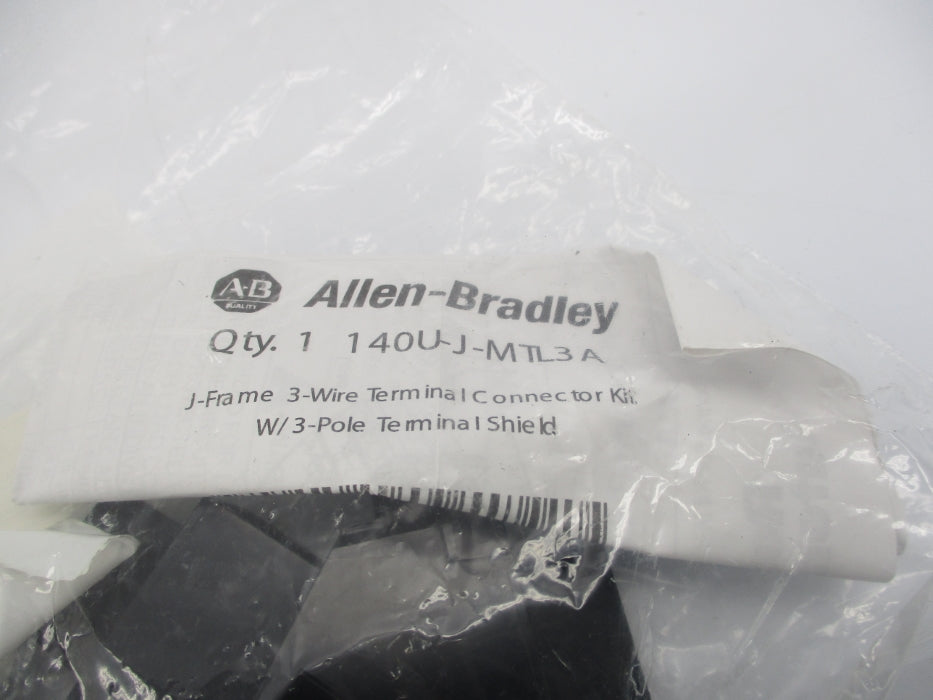 A-B
QUALITY
Allen-Bradley
Qty. 1 140U-J-MTL3A
J-Frame 3-Wire Terminal Connector Kit
W/3-Pole Terminal Shield